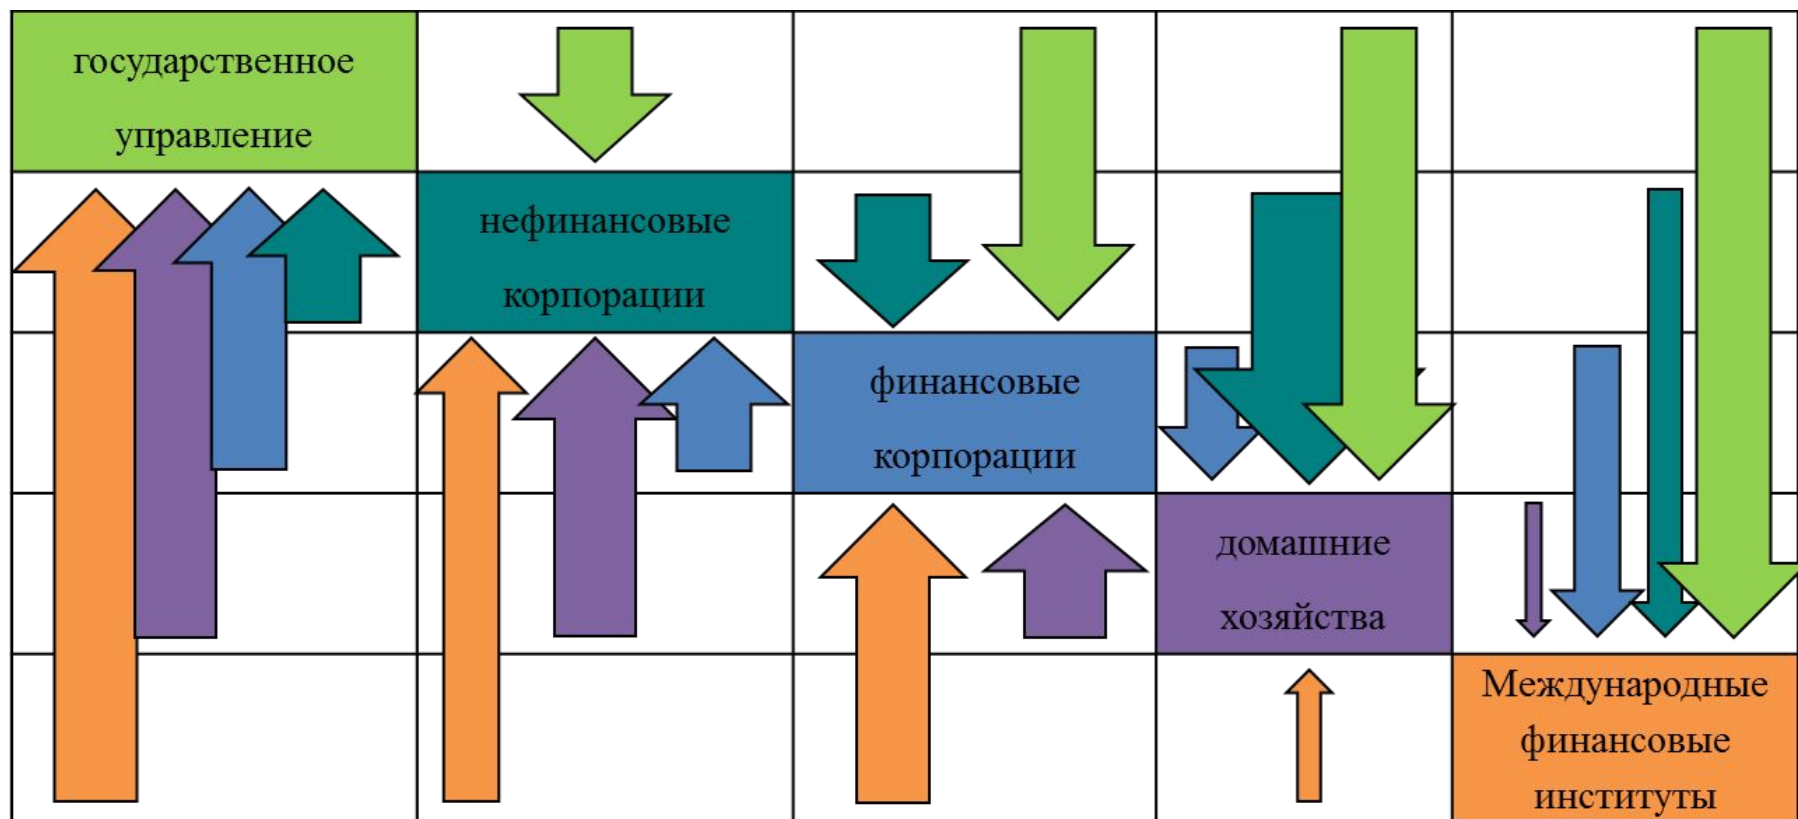 государственное
управление
нефинансовые
корпорации
финансовые
корпорации
домашние
хозяйства
Международные
финансовые
институты